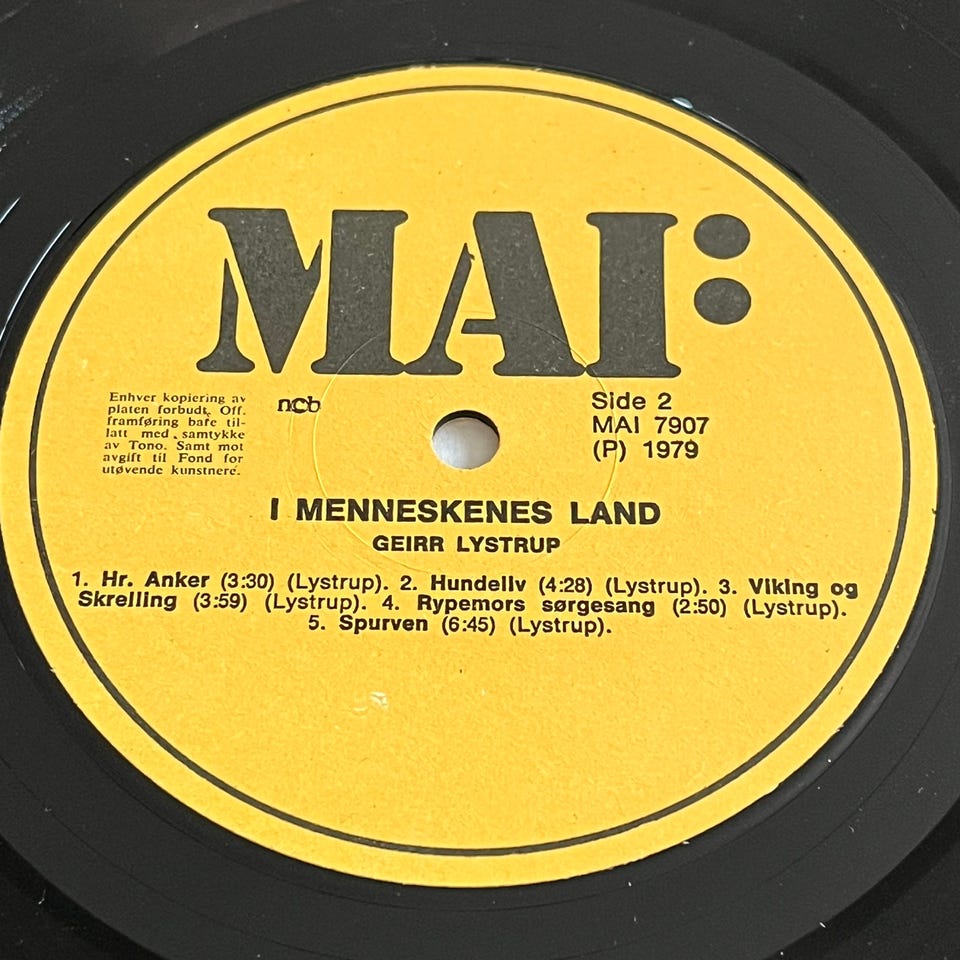 MAI:
Enhver kopiering av
platen forbudt. Off.
framføring bare til-
latt med samtykke
av Tono. Samt mot
avgift til Fond for
utøvende kunstnere.
ncb
Side 2
MAI 7907
(P) 1979
I MENNESKENES LAND
GEIRR LYSTRUP
1. Hr. Anker (3:30) (Lystrup). 2. Hundeliv (4:28) (Lystrup). 3. Viking og
Skrelling (3:59) (Lystrup). 4. Rypemors sørgesang (2:50) (Lystrup).
5. Spurven (6:45) (Lystrup).